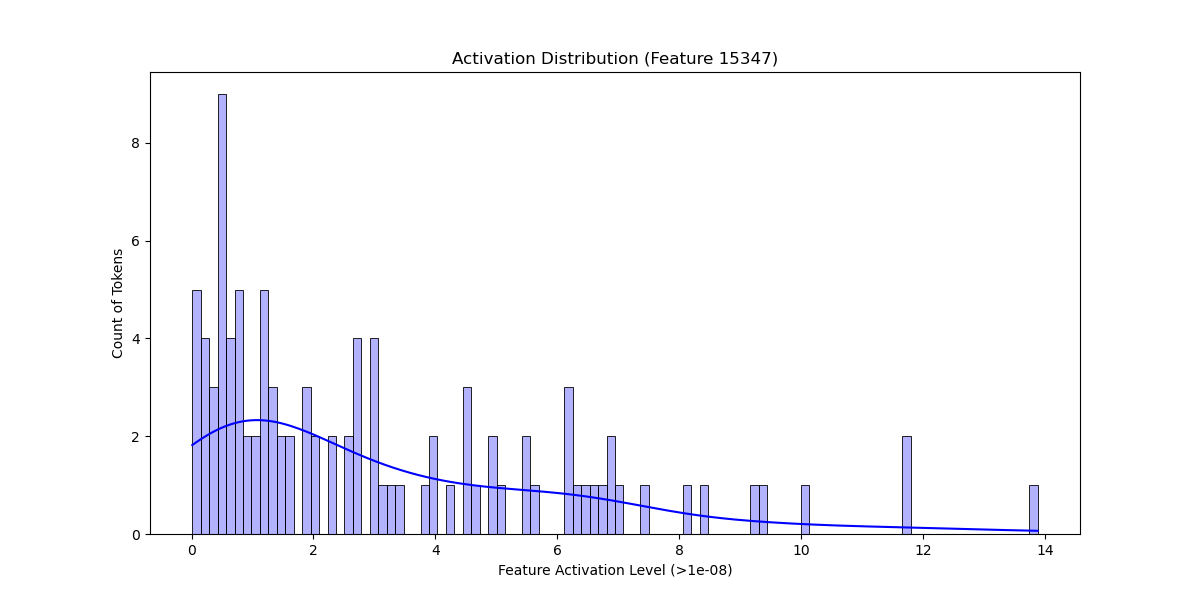 Activation Distribution (Feature 15347)
Count of Tokens
8
6
4
2
0
0 2 4 6 8 10 12 14
Feature Activation Level (>1e-08)